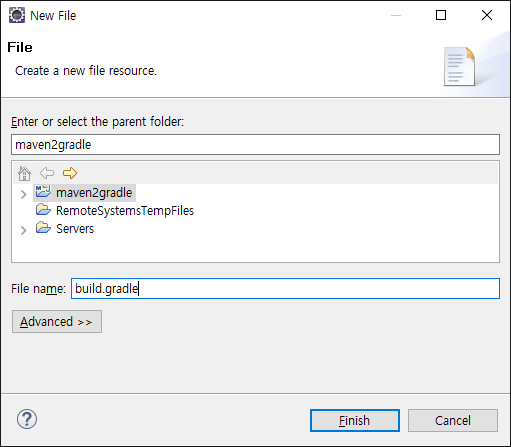 New File
File
Create a new file resource.
Enter or select the parent folder:
maven2gradle
maven2gradle
RemoteSystemsTempFiles
Servers
File name: build.gradle
Advanced >>
Finish Cancel